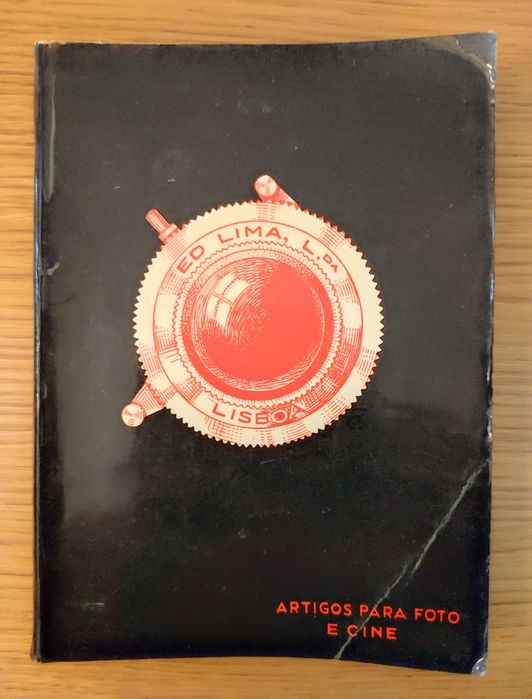 ED LIMA, L.DA
LISBOA
ARTIGOS PARA FOTO
E CINE